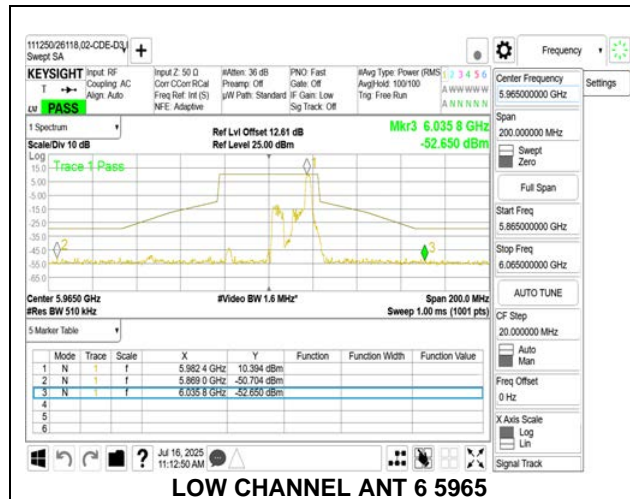 111250/26118,02-CDE-D3,I
Swept SA
Frequency
KEYSIGHT
Input: RF
Coupling: AC
Align: Auto
Input Z: 50 Ω
Corr CCorr RCal
Freq Ref: Int (S)
NFE: Adaptive
#Atten: 36 dB
Preamp: Off
µW Path: Standard
PNO: Fast
Gate: Off
IF Gain: Low
Sig Track: Off
#Avg Type: Power (RMS
Avg|Hold: 100/100
Trig: Free Run
1 2 3 4 5 6
A W W W W W
A N N N N N
LXI PASS
Center Frequency
5.965000000 GHz
Settings
Span
200.000000 MHz
Swept
Zero
Full Span
Start Freq
5.865000000 GHz
Stop Freq
6.065000000 GHz
AUTO TUNE
CF Step
20.000000 MHz
Auto
Man
Freq Offset
0 Hz
X Axis Scale
Log
Lin
Signal Track
1 Spectrum
Scale/Div 10 dB
Ref Lvl Offset 12.61 dB
Ref Level 25.00 dBm
Mkr3 6.035 8 GHz
-52.650 dBm
Log
Trace 1 Pass
15.0
5.00
-5.00
-15.0
-25.0
-35.0
-45.0
-55.0
-65.0
1
2
3
Center 5.9650 GHz
#Res BW 510 kHz
#Video BW 1.6 MHz*
Span 200.0 MHz
Sweep 1.00 ms (1001 pts)
5 Marker Table
Mode Trace Scale X Y Function Function Width Function Value
1 N 1 f 5.982 4 GHz 10.394 dBm
2 N 1 f 5.869 0 GHz -50.704 dBm
3 N 1 f 6.035 8 GHz -52.650 dBm
4
5
6
?
Jul 16, 2025
11:12:50 AM
LOW CHANNEL ANT 6 5965